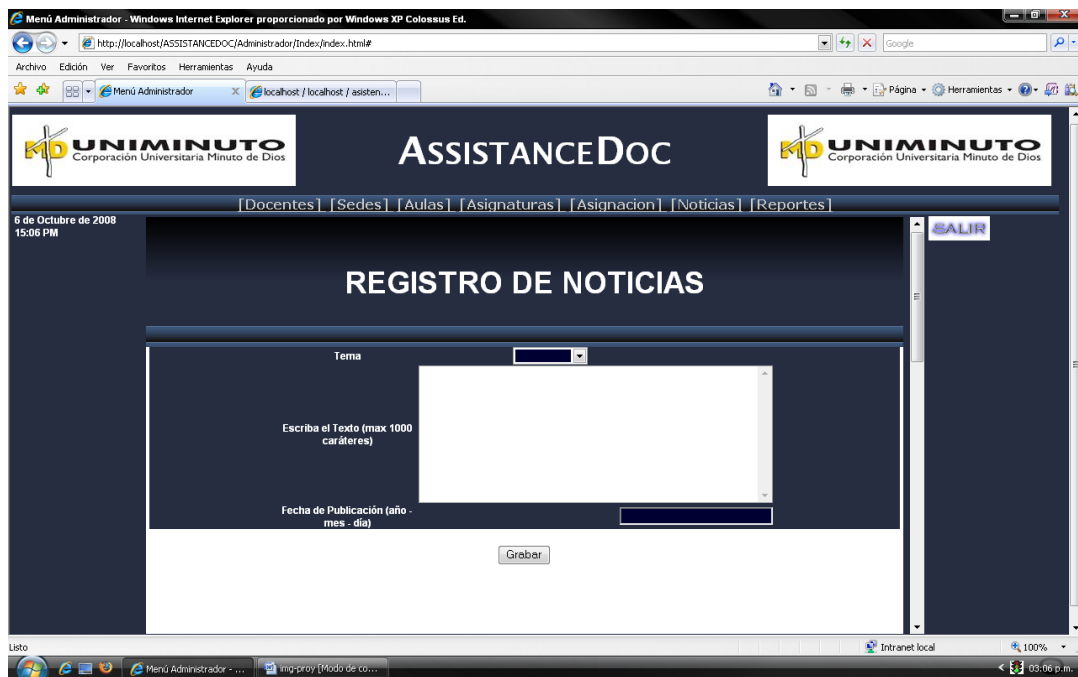 Menú Administrador - Windows Internet Explorer proporcionado por Windows XP Colossus Ed.
http://localhost/ASSISTANCEDOC/Administrador/Index/index.html#
Google
Archivo Edición Ver Favoritos Herramientas Ayuda
Menú Administrador
localhost / localhost / asisten...
Página Herramientas
UNIMINUTO
Corporación Universitaria Minuto de Dios
ASSISTANCEDOC
UNIMINUTO
Corporación Universitaria Minuto de Dios
[Docentes] [Sedes] [Aulas] [Asignaturas] [Asignacion] [Noticias] [Reportes]
6 de Octubre de 2008
15:06 PM
SALIR
REGISTRO DE NOTICIAS
Tema
Escriba el Texto (max 1000
caráteres)
Fecha de Publicación (año -
mes - día)
Grabar
Listo
Intranet local
100%
Menú Administrador - ...
img-proy [Modo de co...
03:06 p.m.